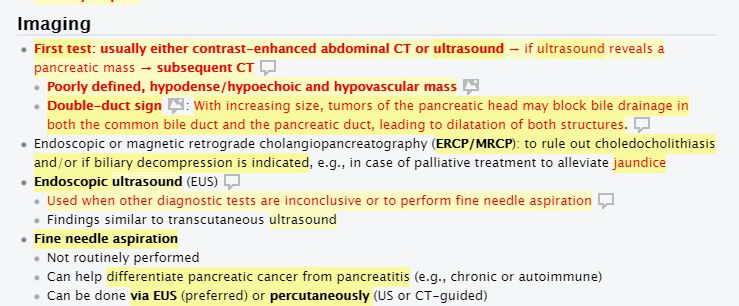 Imaging
First test: usually either contrast-enhanced abdominal CT or ultrasound → if ultrasound reveals a
pancreatic mass → subsequent CT
Poorly defined, hypodense/hypoechoic and hypovascular mass
Double-duct sign : With increasing size, tumors of the pancreatic head may block bile drainage in
both the common bile duct and the pancreatic duct, leading to dilatation of both structures.
Endoscopic or magnetic retrograde cholangiopancreatography (ERCP/MRCP): to rule out choledocholithiasis
and/or if biliary decompression is indicated, e.g., in case of palliative treatment to alleviate jaundice
Endoscopic ultrasound (EUS)
Used when other diagnostic tests are inconclusive or to perform fine needle aspiration
Findings similar to transcutaneous ultrasound
Fine needle aspiration
Not routinely performed
Can help differentiate pancreatic cancer from pancreatitis (e.g., chronic or autoimmune)
Can be done via EUS (preferred) or percutaneously (US or CT-guided)